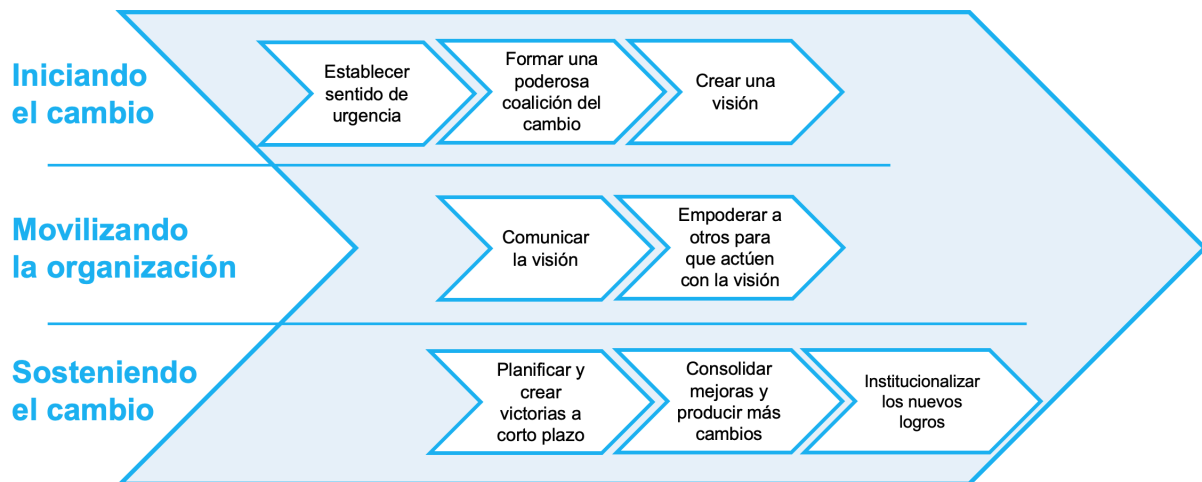 Iniciando
el cambio
Establecer
sentido de
urgencia
Formar una
poderosa
coalición del
cambio
Crear una
visión
Movilizando
la organización
Comunicar
la visión
Empoderar a
otros para
que actúen
con la visión
Sosteniendo
el cambio
Planificar y
crear
victorias a
corto plazo
Consolidar
mejoras y
producir más
cambios
Institucionalizar
los nuevos
logros